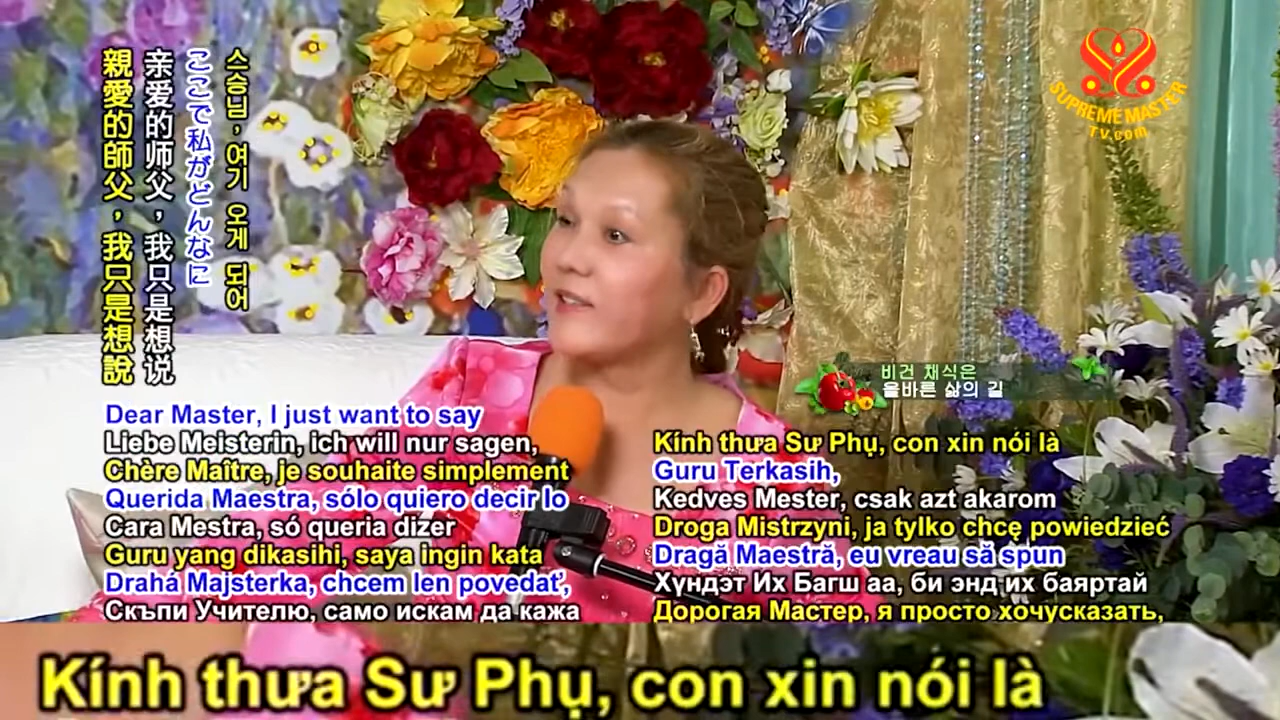 스승님, 여기 오게 되어
ここで私がどんなに
亲爱的师父，我只是想说
親愛的師父，我只是想說
SUPREME MASTER
TV.com
비건 채식은
올바른 삶의 길
Dear Master, I just want to say
Liebe Meisterin, ich will nur sagen,
Chère Maître, je souhaite simplement
Querida Maestra, sólo quiero decir lo
Cara Mestra, só queria dizer
Guru yang dikasihi, saya ingin kata
Drahá Majsterka, chcem len povedať,
Скъпи Учителю, само искам да кажа
Kính thưa Sư Phụ, con xin nói là
Guru Terkasih,
Kedves Mester, csak azt akarom
Droga Mistrzyni, ja tylko chcę powiedzieć
Dragă Maestră, eu vreau să spun
Хүндэт Их Багш аа, би энд их баяртай
Дорогая Мастер, я просто хочусказать,
Kính thưa Sư Phụ, con xin nói là